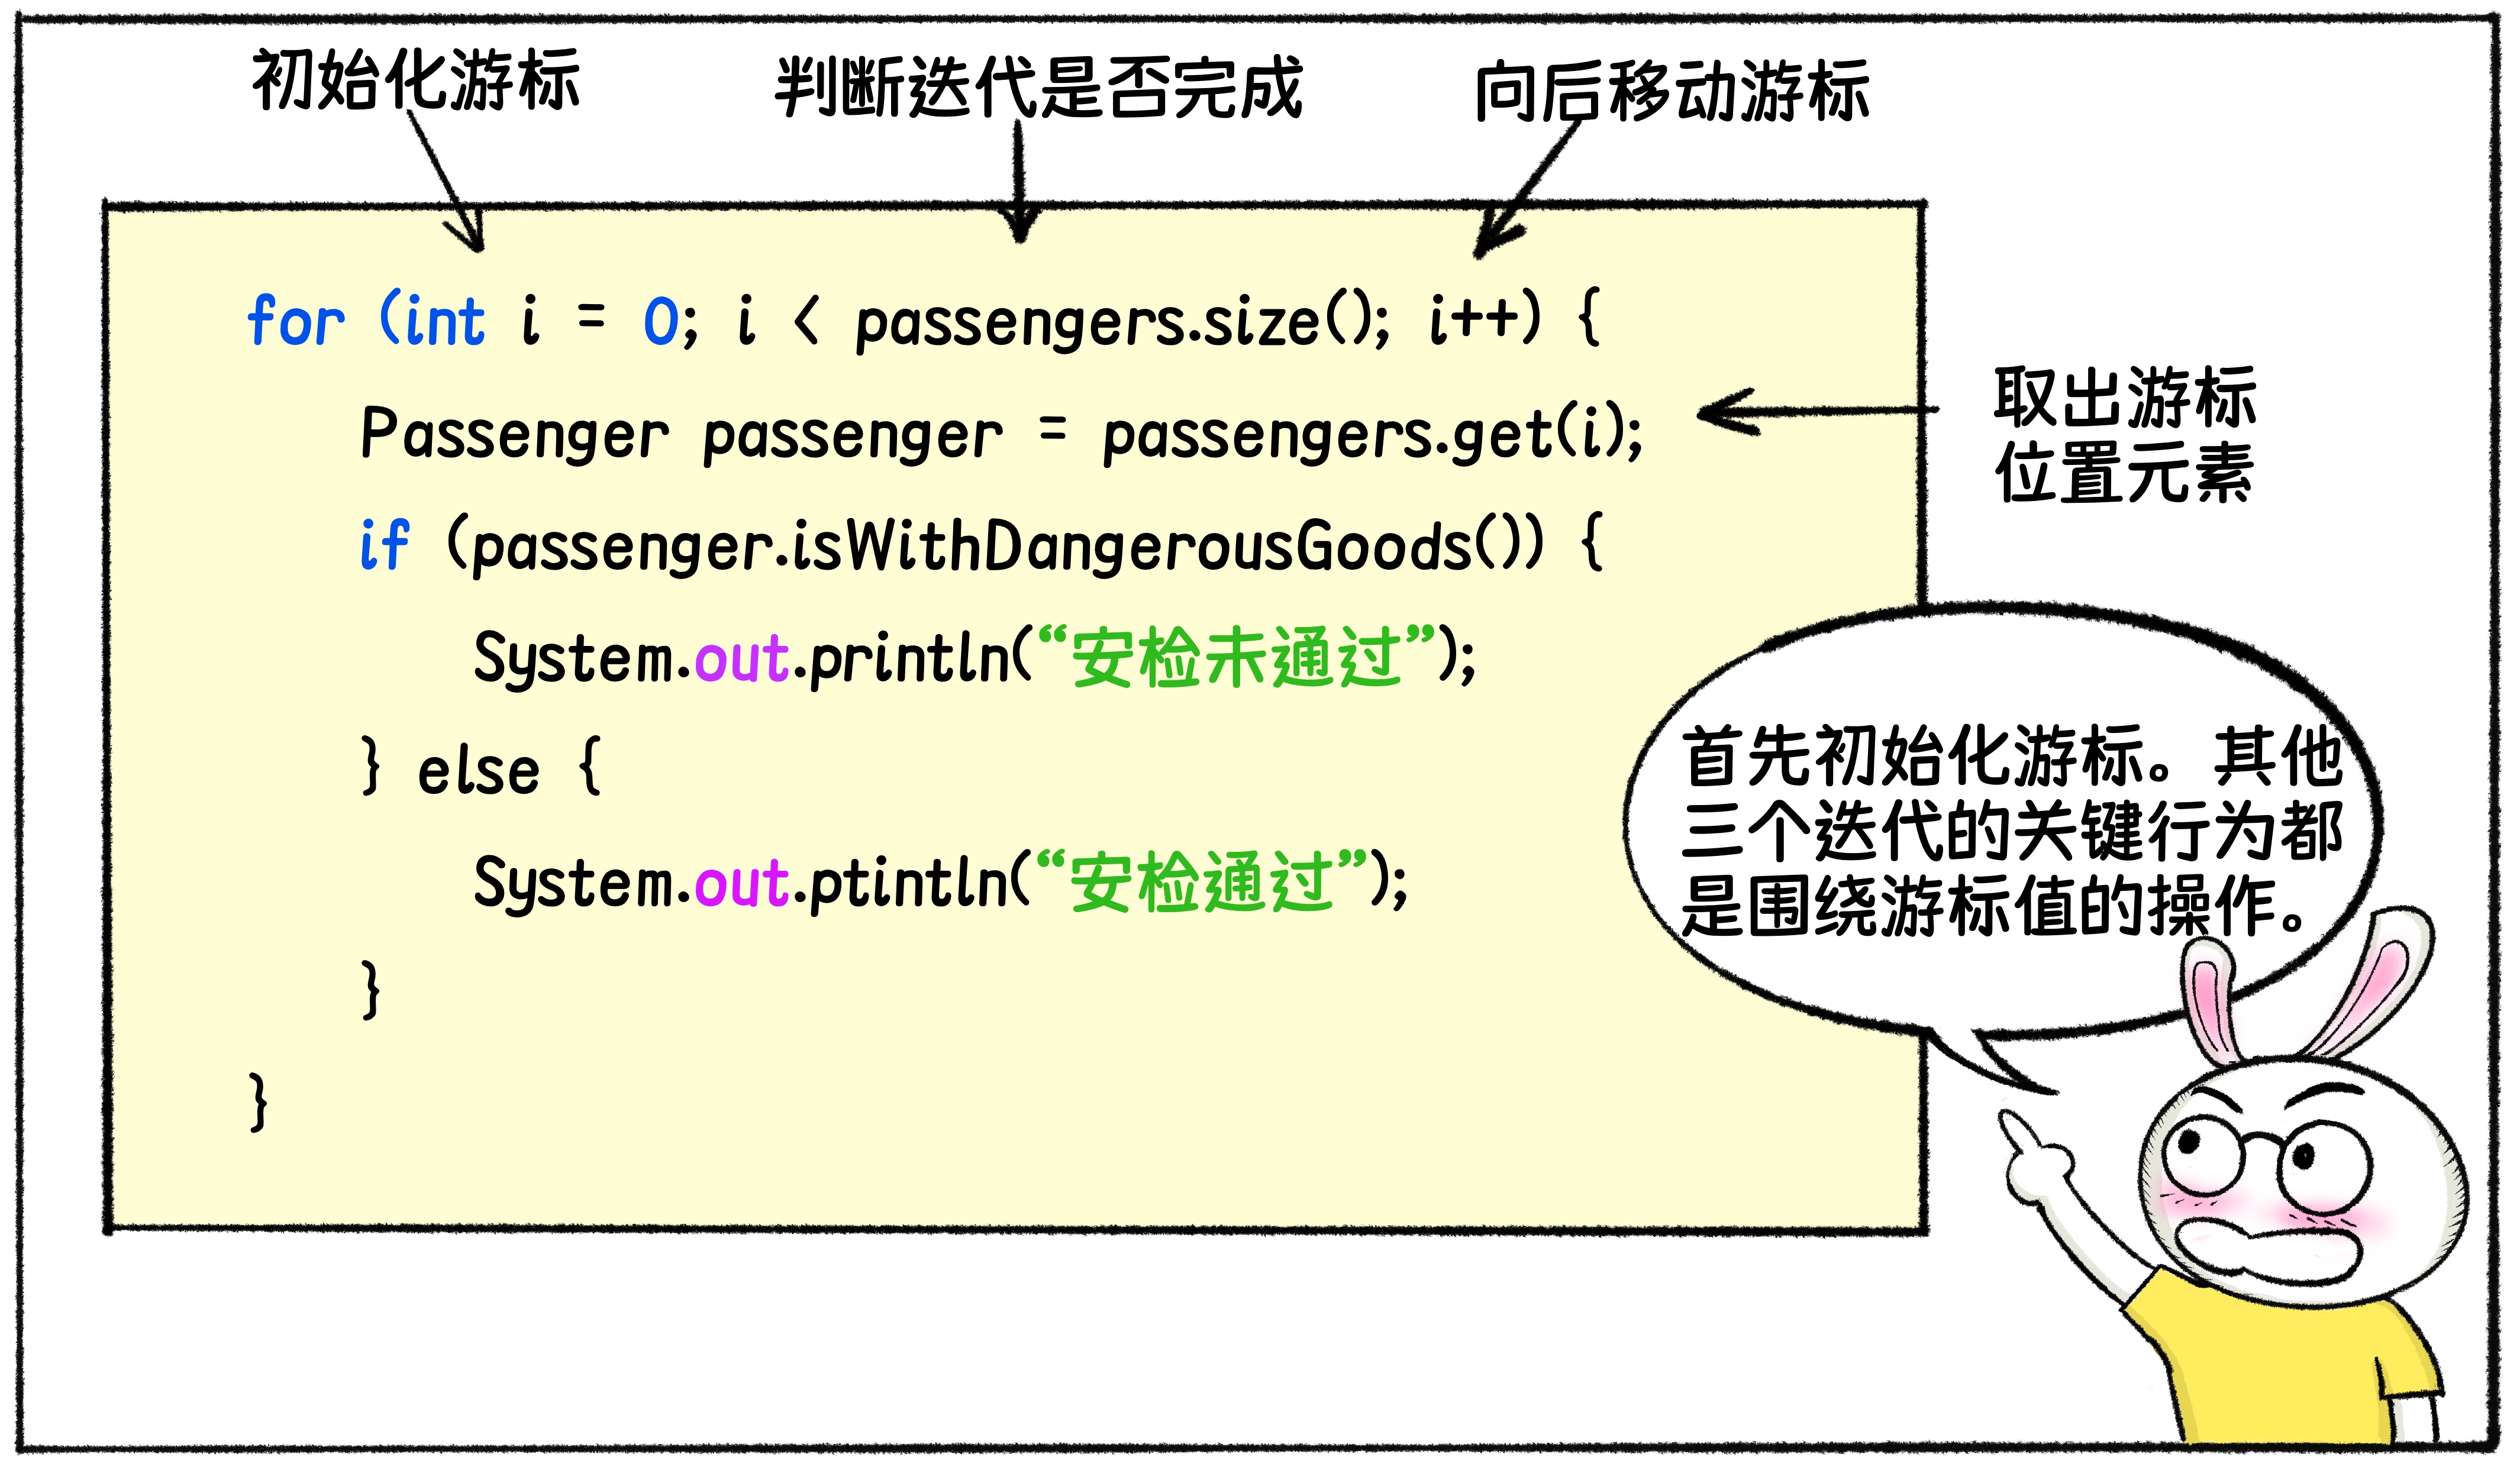 初始化游标
判断迭代是否完成
向后移动游标
for (int i = 0; i < passengers.size(); i++) {
Passenger passenger = passengers.get(i);
取出游标
位置元素
if (passenger.isWithDangerousGoods()) {
System.out.println(“安检未通过”);
} else {
System.out.ptintln(“安检通过”);
}
}
首先初始化游标。其他
三个迭代的关键行为都
是围绕游标值的操作。